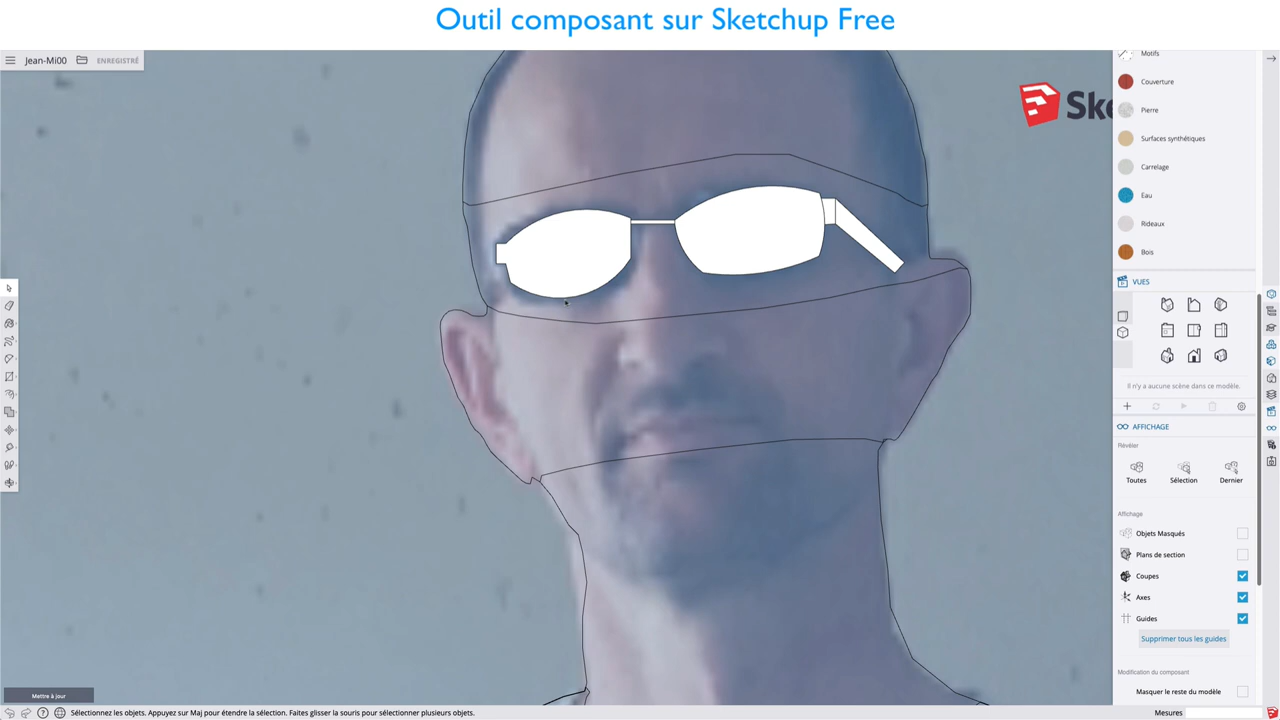 Outil composant sur Sketchup Free
Jean-Mi00
ENREGISTRÉ
Ske
Motifs
Couverture
Pierre
Surfaces synthétiques
Carrelage
Eau
Rideaux
Bois
VUES
Il n'y a aucune scène dans ce modèle.
AFFICHAGE
Révéler
Toutes Sélection Dernier
Affichage
Objets Masqués
Plans de section
Coupes
Axes
Guides
Supprimer tous les guides
Modification du composant
Masquer le reste du modèle
Mettre à jour
Sélectionnez les objets. Appuyez sur Maj pour étendre la sélection. Faites glisser la souris pour sélectionner plusieurs objets.
Mesures